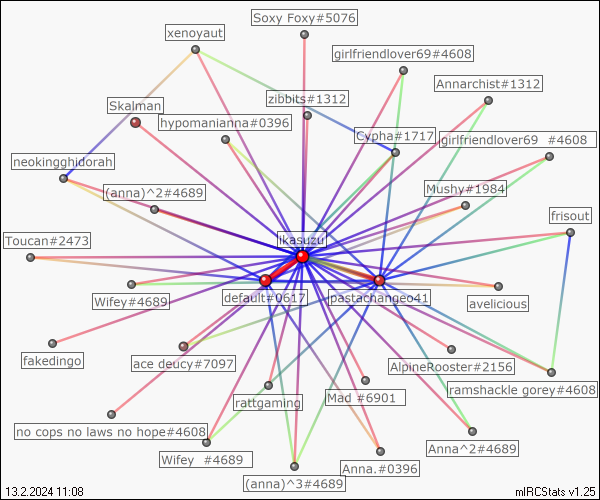 Soxy Foxy#5076
xenoyaut
girlfriendlover69#4608
Annarchist#1312
zibbits#1312
Skalman
hypomanianna#0396
Cypha#1717
girlfriendlover69   #4608
neokingghidorah
(anna)^2#4689
Mushy#1984
frisout
Toucan#2473
ikasuzu
Wifey#4689
default#0617
pastachangeo41
avelicious
fakedingo
ace deucy#7097
AlpineRooster#2156
rattgaming
Mad #6901
ramshackle gorey#4608
no cops no laws no hope#4608
Anna^2#4689
Wifey  #4689
Anna.#0396
(anna)^3#4689
13.2.2024 11:08
mIRCStats v1.25